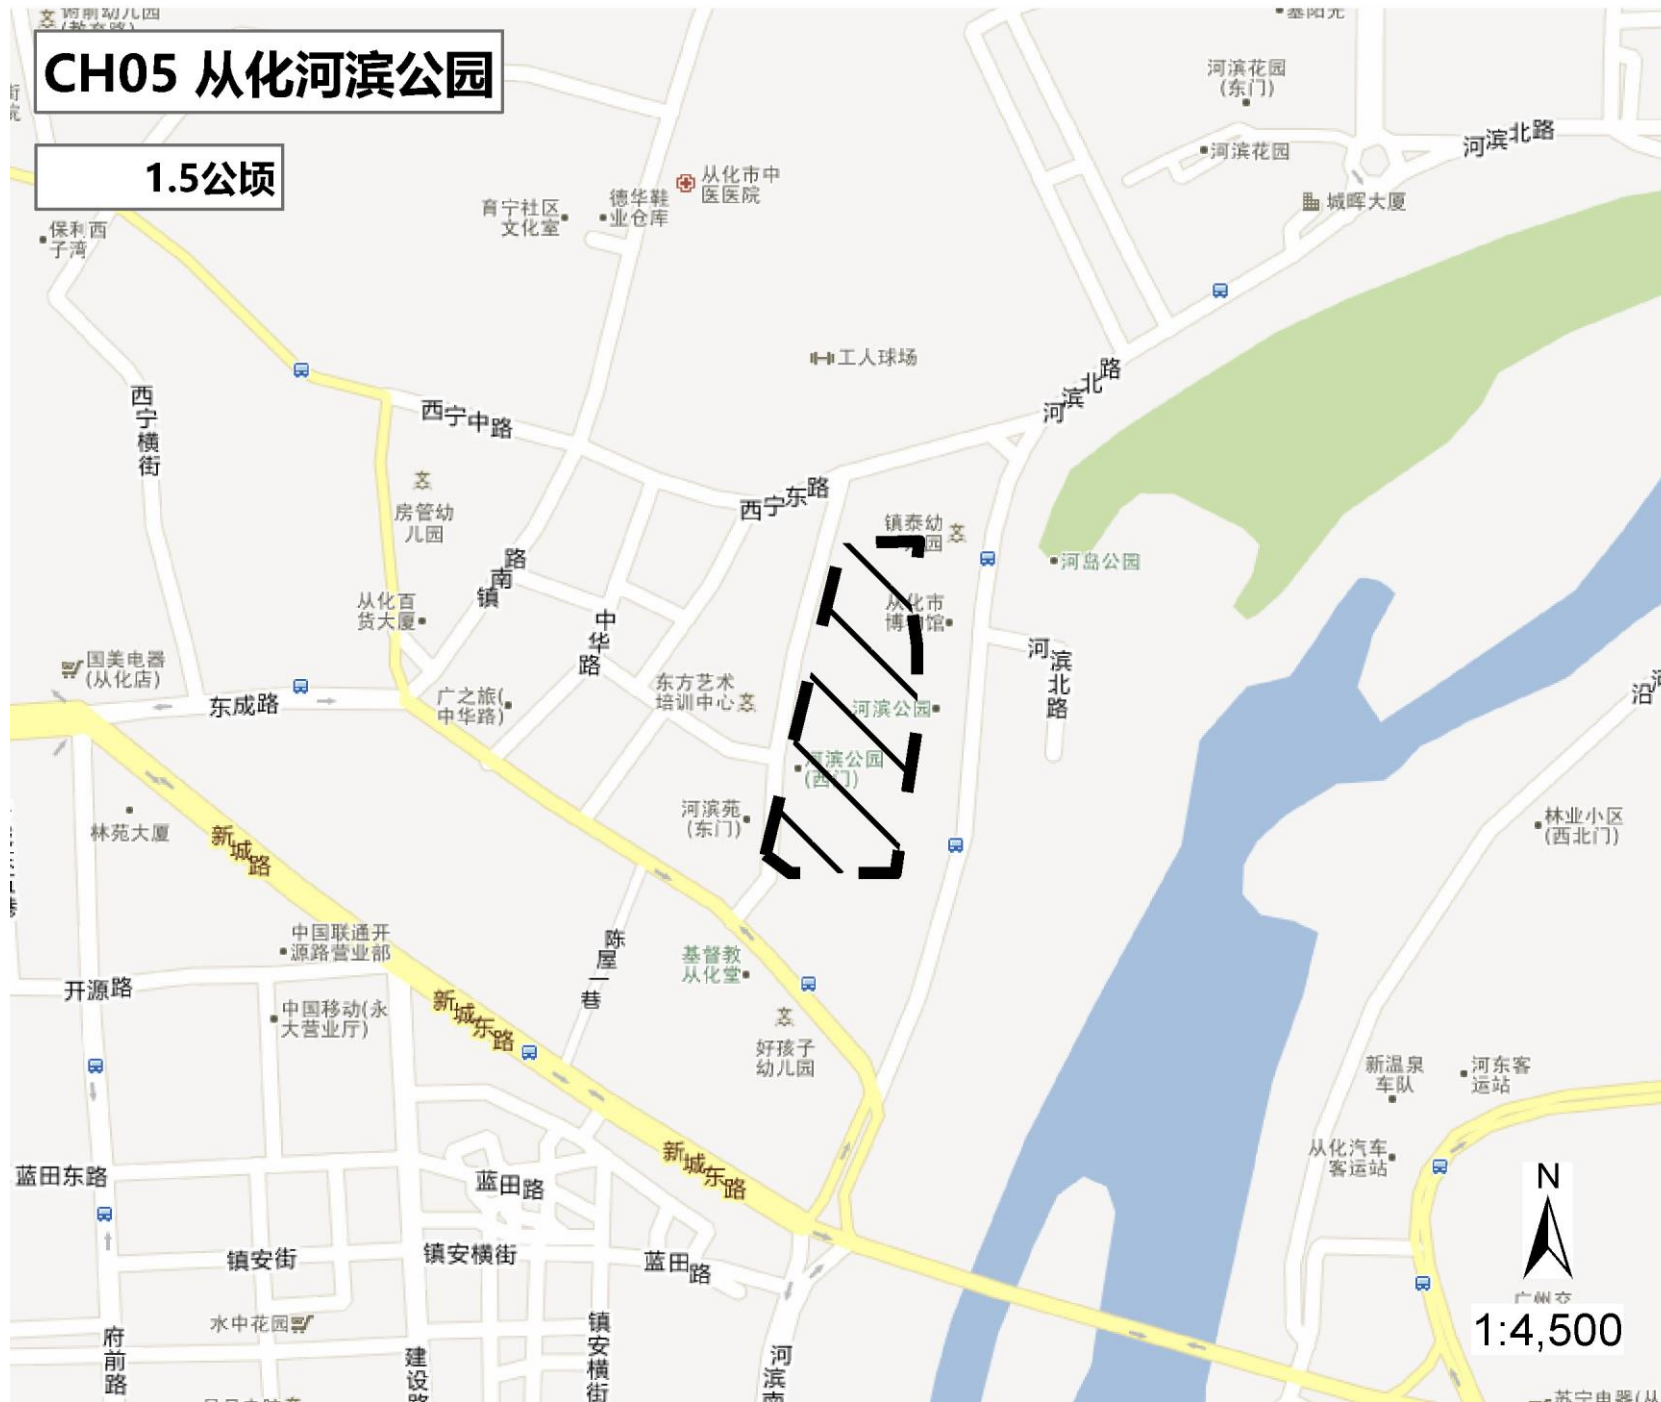 CH05 从化河滨公园
1.5公顷
河滨花园
(东门)
河滨花园
河滨北路
城晖大厦
从化市中
医医院
德华鞋
业仓库
育宁社区
文化室
保利西
子湾
工人球场
河滨北路
西宁横街
西宁中路
西宁东路
房管幼
儿园
镇泰幼
园
河岛公园
镇南路
从化百
货大厦
中华路
从化市
博物馆
河滨北路
国美电器
(从化店)
东成路
广之旅(
中华路)
东方艺术
培训中心
河滨公园
河滨公园
(西门)
河滨苑
(东门)
林苑大厦
新城路
林业小区
(西北门)
中国联通开
源路营业部
陈屋一巷
基督教
从化堂
开源路
中国移动(永
大营业厅)
新城东路
好孩子
幼儿园
新温泉
车队
河东客
运站
从化汽车
客运站
蓝田东路
蓝田路
新城东路
N
镇安街
镇安横街
蓝田路
1:4,500
水中花园
府前路
建设路
镇安横街
河滨南